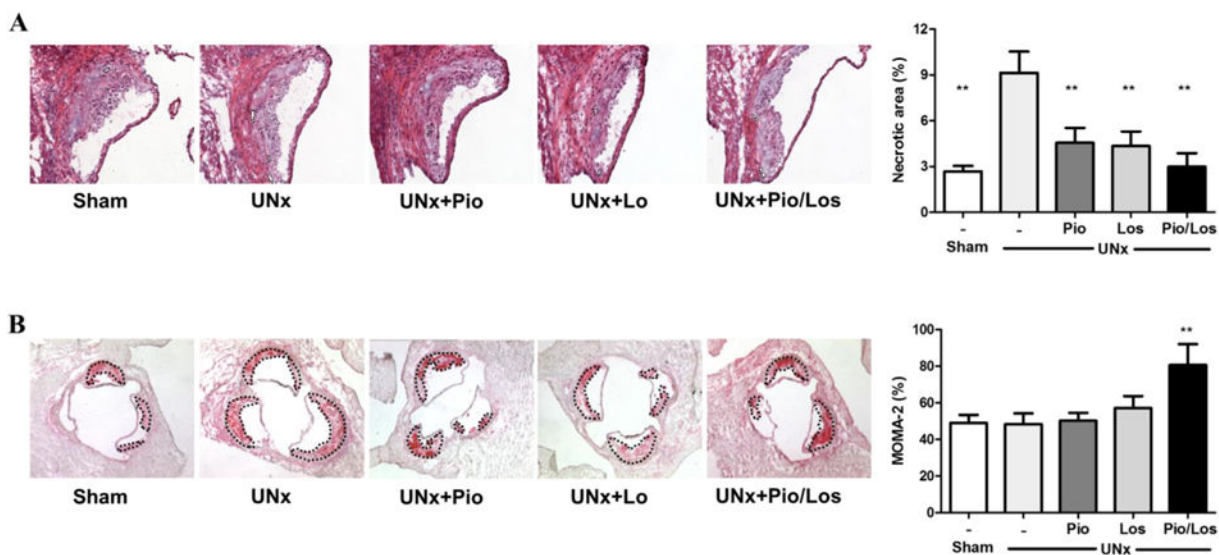 A
Sham UNx UNx+Pio UNx+Lo UNx+Pio/Los
Necrotic area (%)
12
9
6
3
0
** ** ** **
- - Pio Los Pio/Los
Sham UNx
B
Sham UNx UNx+Pio UNx+Lo UNx+Pio/Los
MOMA-2 (%)
100
80
60
40
20
0
**
- - Pio Los Pio/Los
Sham UNx